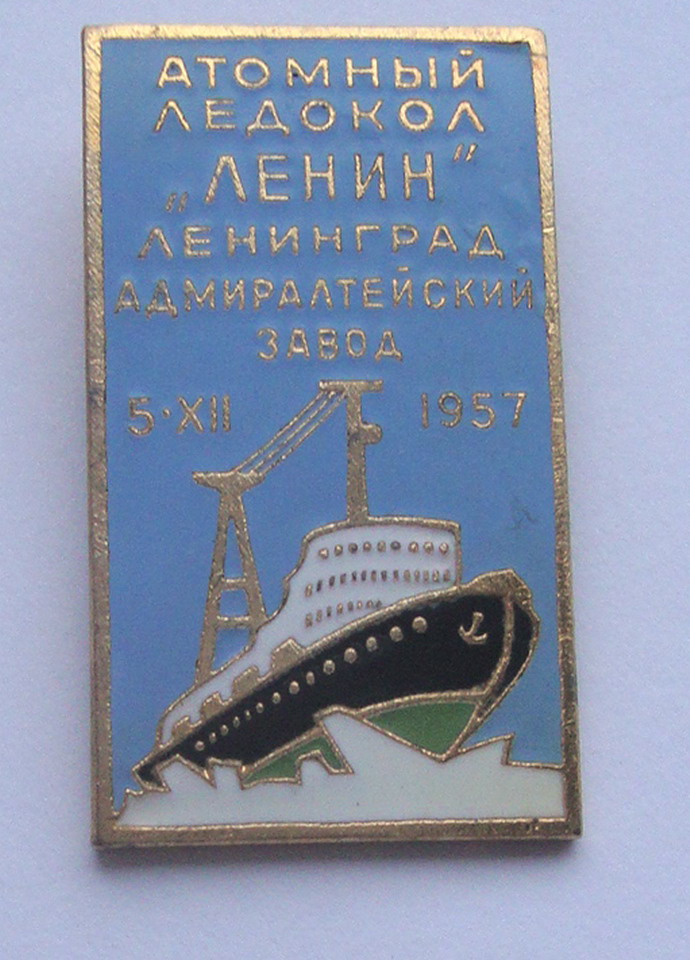 АТОМНЫЙ
ЛЕДОКОЛ
„ЛЕНИН”
ЛЕНИНГРАД
АДМИРАЛТЕЙСКИЙ
ЗАВОД
5·XII 1957